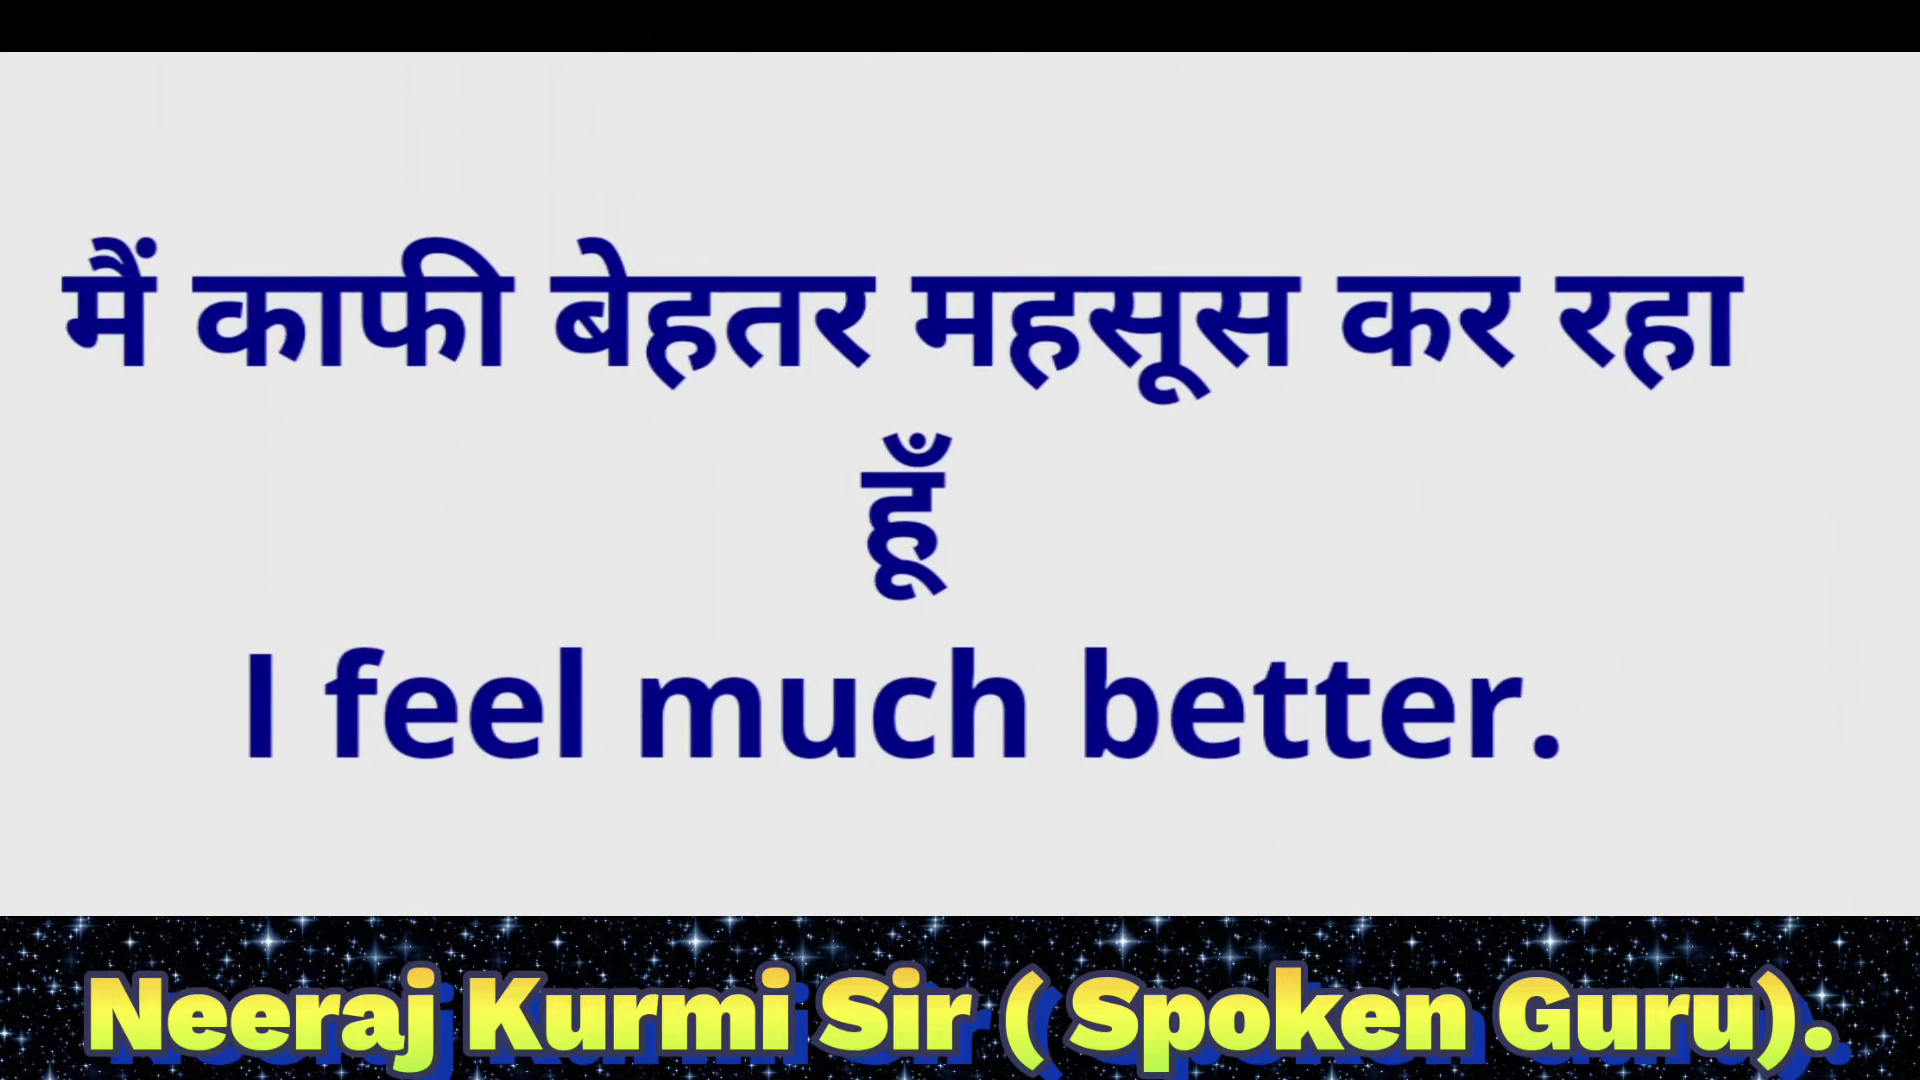 मैं काफी बेहतर महसूस कर रहा
हूँ
I feel much better.
Neeraj Kurmi Sir ( Spoken Guru).